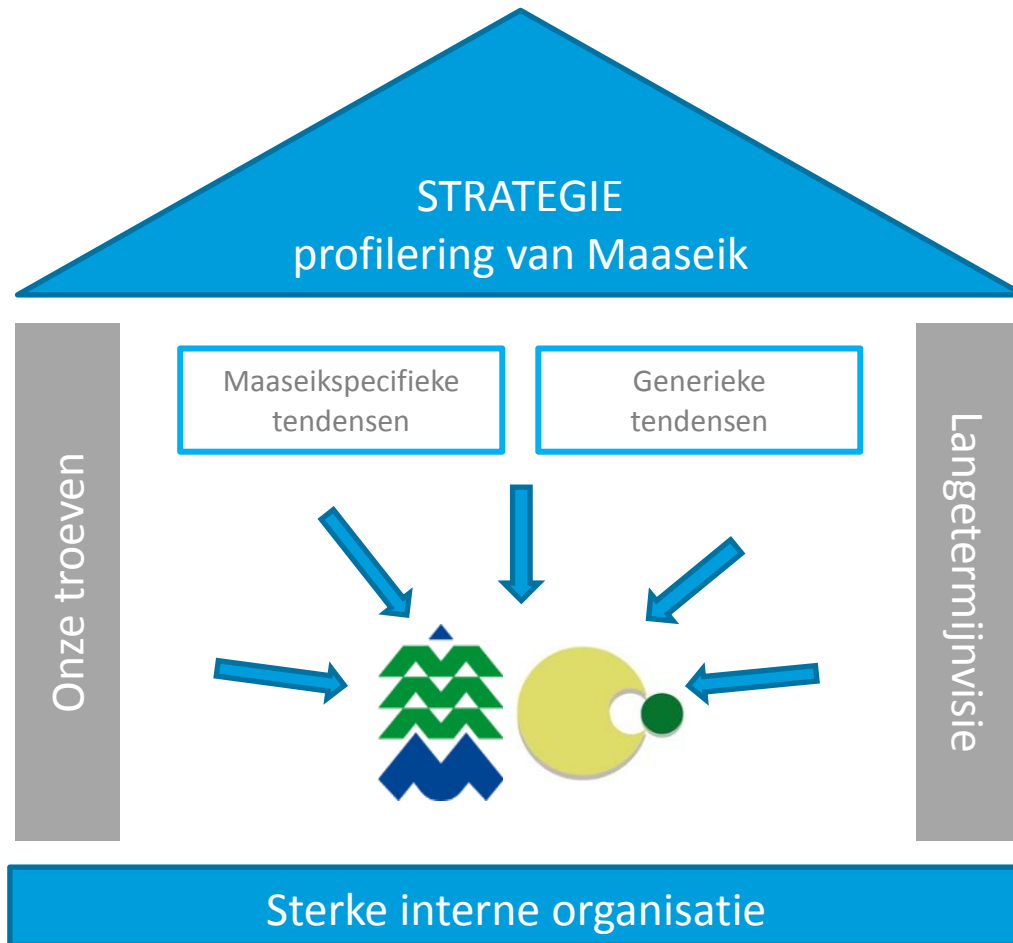 STRATEGIE
profilering van Maaseik
Maaseikspecifieke
tendensen
Generieke
tendensen
Onze troeven
Langetermijnvisie
Sterke interne organisatie